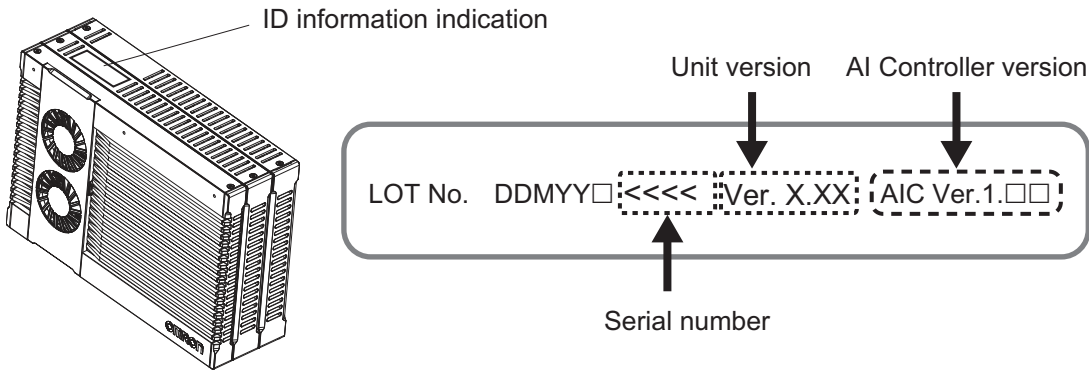 ID information indication
Unit version AI Controller version
LOT No. DDMYY□ <<<< Ver. X.XX AIC Ver.1.□□
Serial number
OMRON